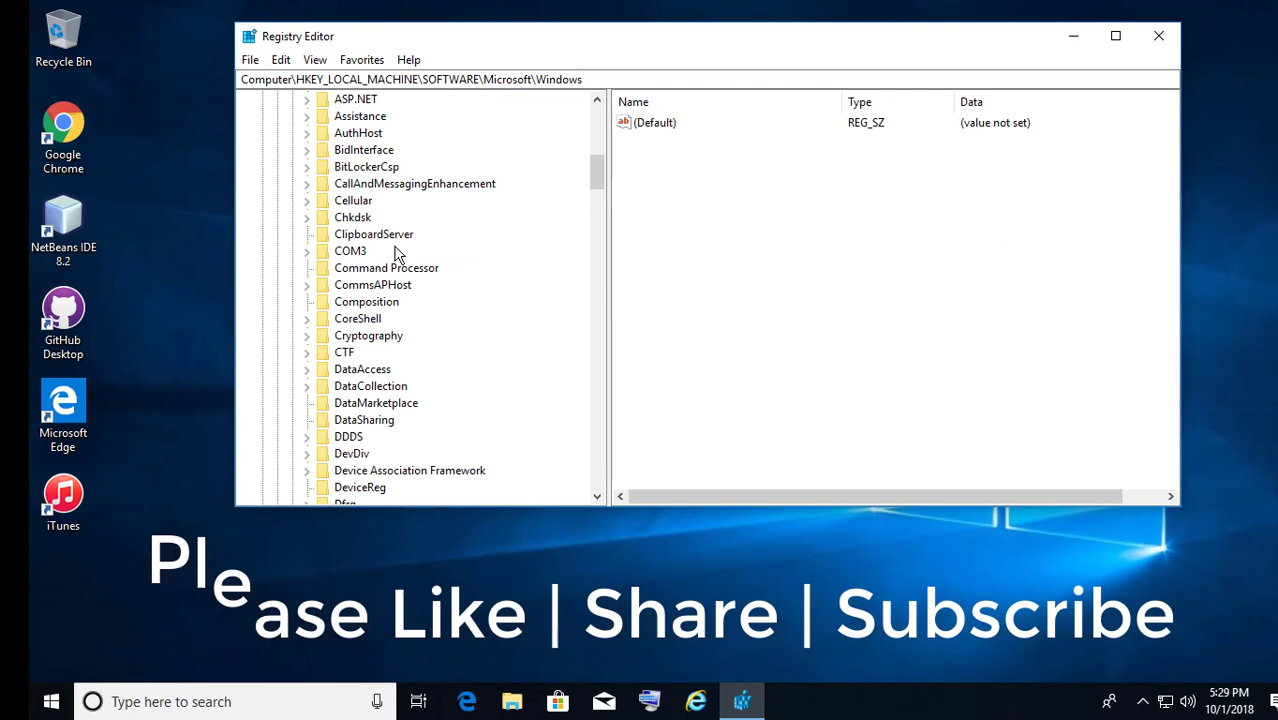 Recycle Bin
Google
Chrome
NetBeans IDE
8.2
GitHub
Desktop
Microsoft
Edge
iTunes
Registry Editor
File Edit View Favorites Help
Computer\HKEY_LOCAL_MACHINE\SOFTWARE\Microsoft\Windows
ASP.NET
Assistance
AuthHost
BidInterface
BitLockerCsp
CallAndMessagingEnhancement
Cellular
Chkdsk
ClipboardServer
COM3
Command Processor
CommsAPHost
Composition
CoreShell
Cryptography
CTF
DataAccess
DataCollection
DataMarketplace
DataSharing
DDDS
DevDiv
Device Association Framework
DeviceReg
Dfrg
Name Type Data
(Default) REG_SZ (value not set)
Please Like | Share | Subscribe
Type here to search
5:29 PM
10/1/2018